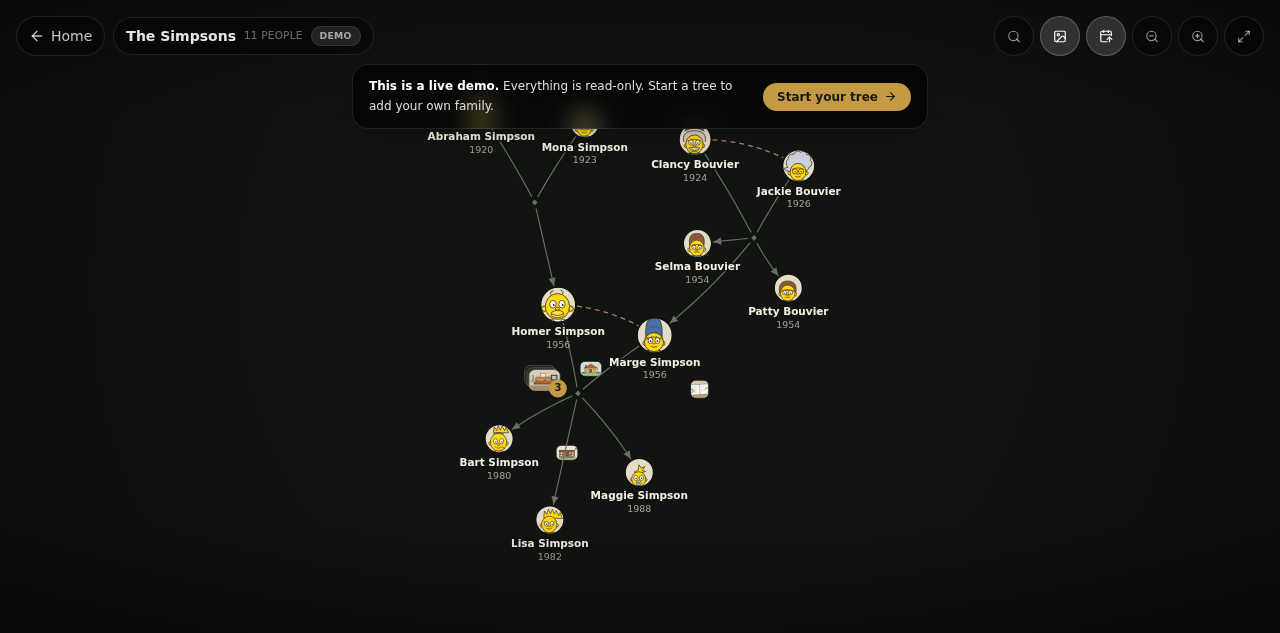 Home
The Simpsons 11 PEOPLE DEMO
This is a live demo. Everything is read-only. Start a tree to
add your own family.
Start your tree
Abraham Simpson
1920
Mona Simpson
1923
Clancy Bouvier
1924
Jackie Bouvier
1926
Selma Bouvier
1954
Patty Bouvier
1954
Homer Simpson
1956
Marge Simpson
1956
3
Bart Simpson
1980
Maggie Simpson
1988
Lisa Simpson
1982